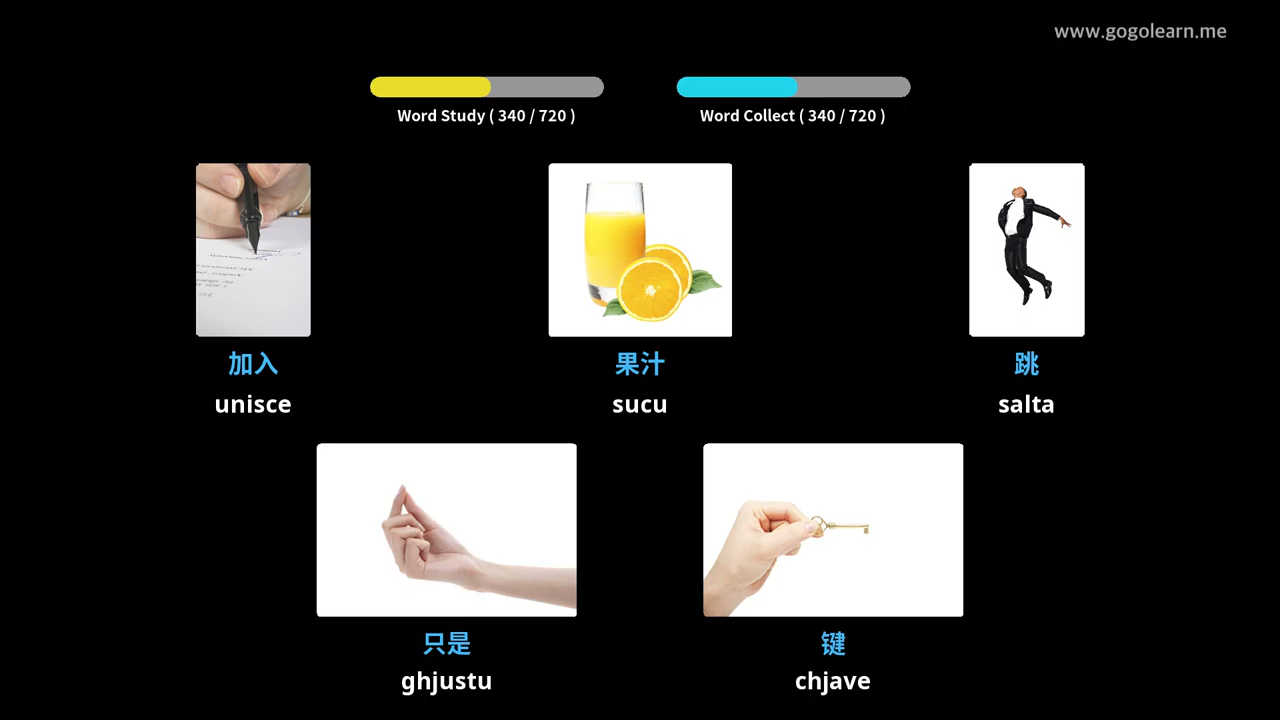 www.gogolearn.me
Word Study ( 340 / 720 )
Word Collect ( 340 / 720 )
加入
果汁
跳
unisce
sucu
salta
只是
键
ghjustu
chjave